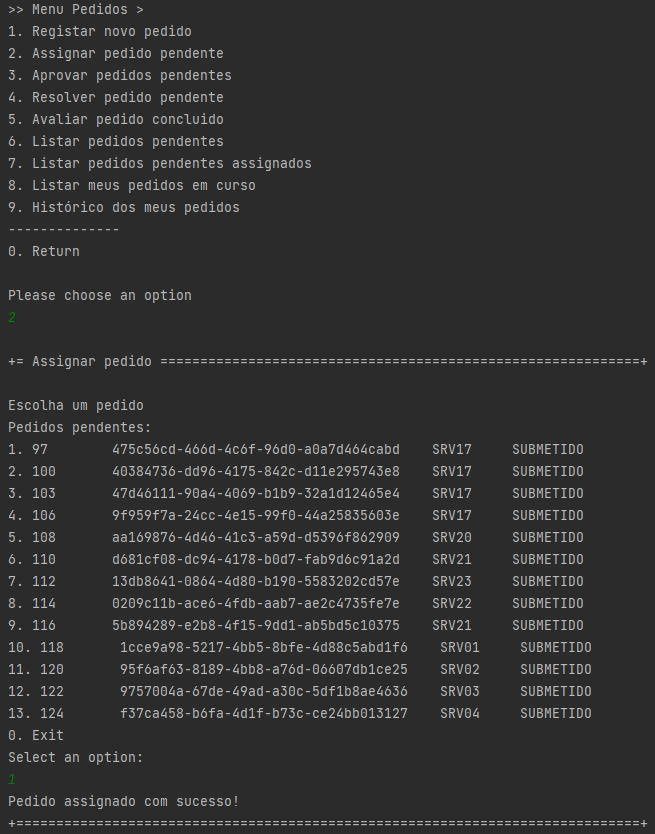 >> Menu Pedidos >
1. Registar novo pedido
2. Assignar pedido pendente
3. Aprovar pedidos pendentes
4. Resolver pedido pendente
5. Avaliar pedido concluido
6. Listar pedidos pendentes
7. Listar pedidos pendentes assignados
8. Listar meus pedidos em curso
9. Histórico dos meus pedidos
--------------
0. Return
Please choose an option
2
+= Assignar pedido ============================================================+
Escolha um pedido
Pedidos pendentes:
1. 97        475c56cd-466d-4c6f-96d0-a0a7d464cabd    SRV17     SUBMETIDO
2. 100       40384736-dd96-4175-842c-d11e295743e8    SRV17     SUBMETIDO
3. 103       47d46111-90a4-4069-b1b9-32a1d12465e4    SRV17     SUBMETIDO
4. 106       9f959f7a-24cc-4e15-99f0-44a25835603e    SRV17     SUBMETIDO
5. 108       aa169876-4d46-41c3-a59d-d5396f862909    SRV20     SUBMETIDO
6. 110       d681cf08-dc94-4178-b0d7-fab9d6c91a2d    SRV21     SUBMETIDO
7. 112       13db8641-0864-4d80-b190-5583202cd57e    SRV23     SUBMETIDO
8. 114       0209c11b-ace6-4fdb-aab7-ae2c4735fe7e    SRV22     SUBMETIDO
9. 116       5b894289-e2b8-4f15-9dd1-ab5bd5c10375    SRV21     SUBMETIDO
10. 118       1cce9a98-5217-4bb5-8bfe-4d88c5abd1f6    SRV01     SUBMETIDO
11. 120       95f6af63-8189-4bb8-a76d-06607db1ce25    SRV02     SUBMETIDO
12. 122       9757004a-67de-49ad-a30c-5df1b8ae4636    SRV03     SUBMETIDO
13. 124       f37ca458-b6fa-4d1f-b73c-ce24bb013127    SRV04     SUBMETIDO
0. Exit
Select an option:
1
Pedido assignado com sucesso!
+==============================================================================+